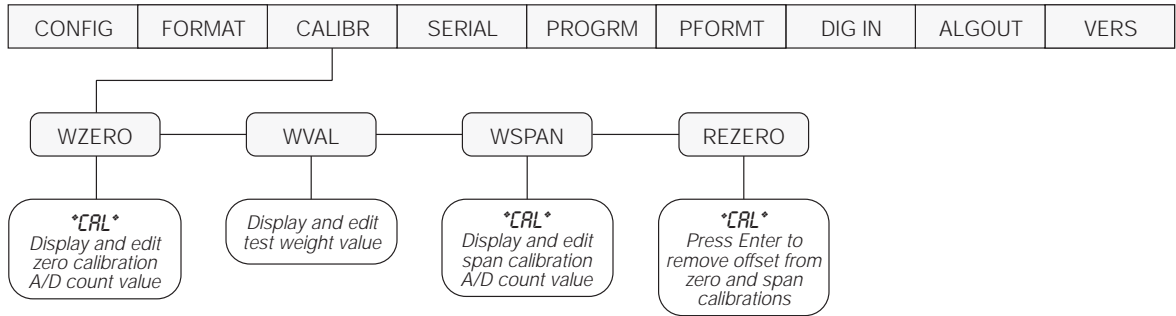 CONFIG FORMAT CALIBR SERIAL PROGRM PFORMT DIG IN ALGOUT VERS
WZERO WVAL WSPAN REZERO
*CAL*
Display and edit
zero calibration
A/D count value
Display and edit
test weight value
*CAL*
Display and edit
span calibration
A/D count value
*CAL*
Press Enter to
remove offset from
zero and span
calibrations